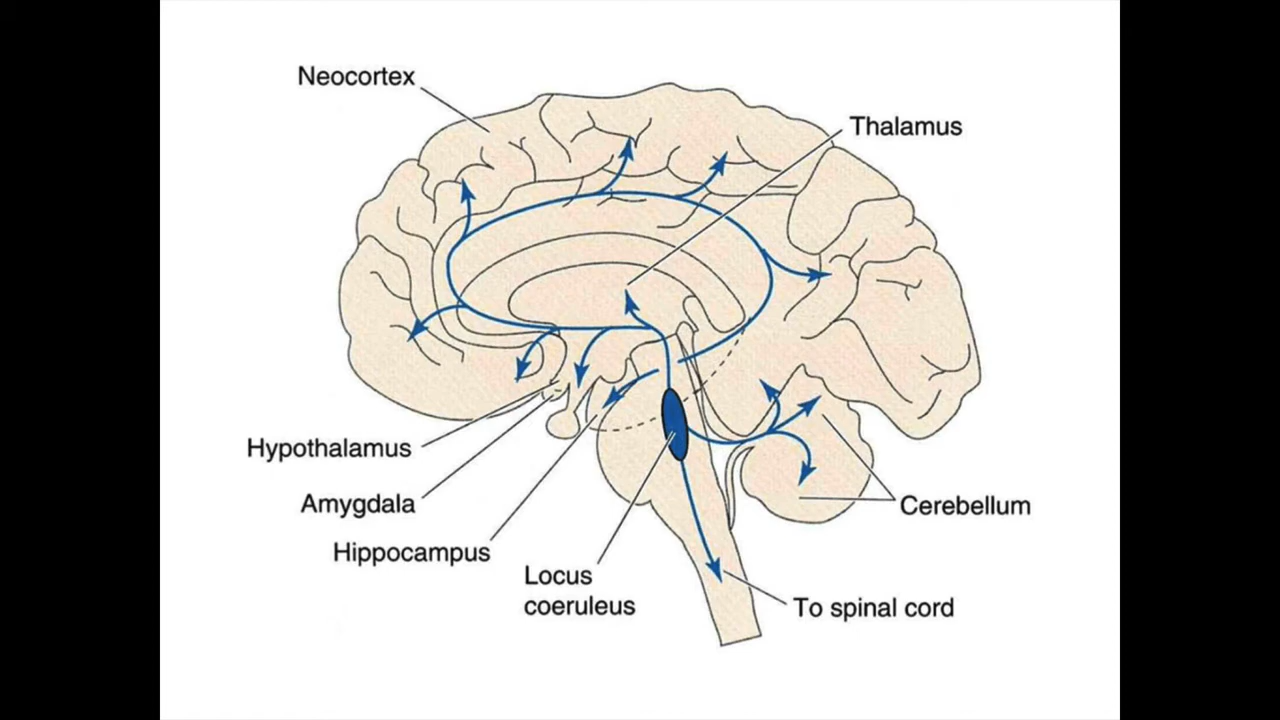 Neocortex
Thalamus
Hypothalamus
Amygdala
Hippocampus
Locus
coeruleus
Cerebellum
To spinal cord